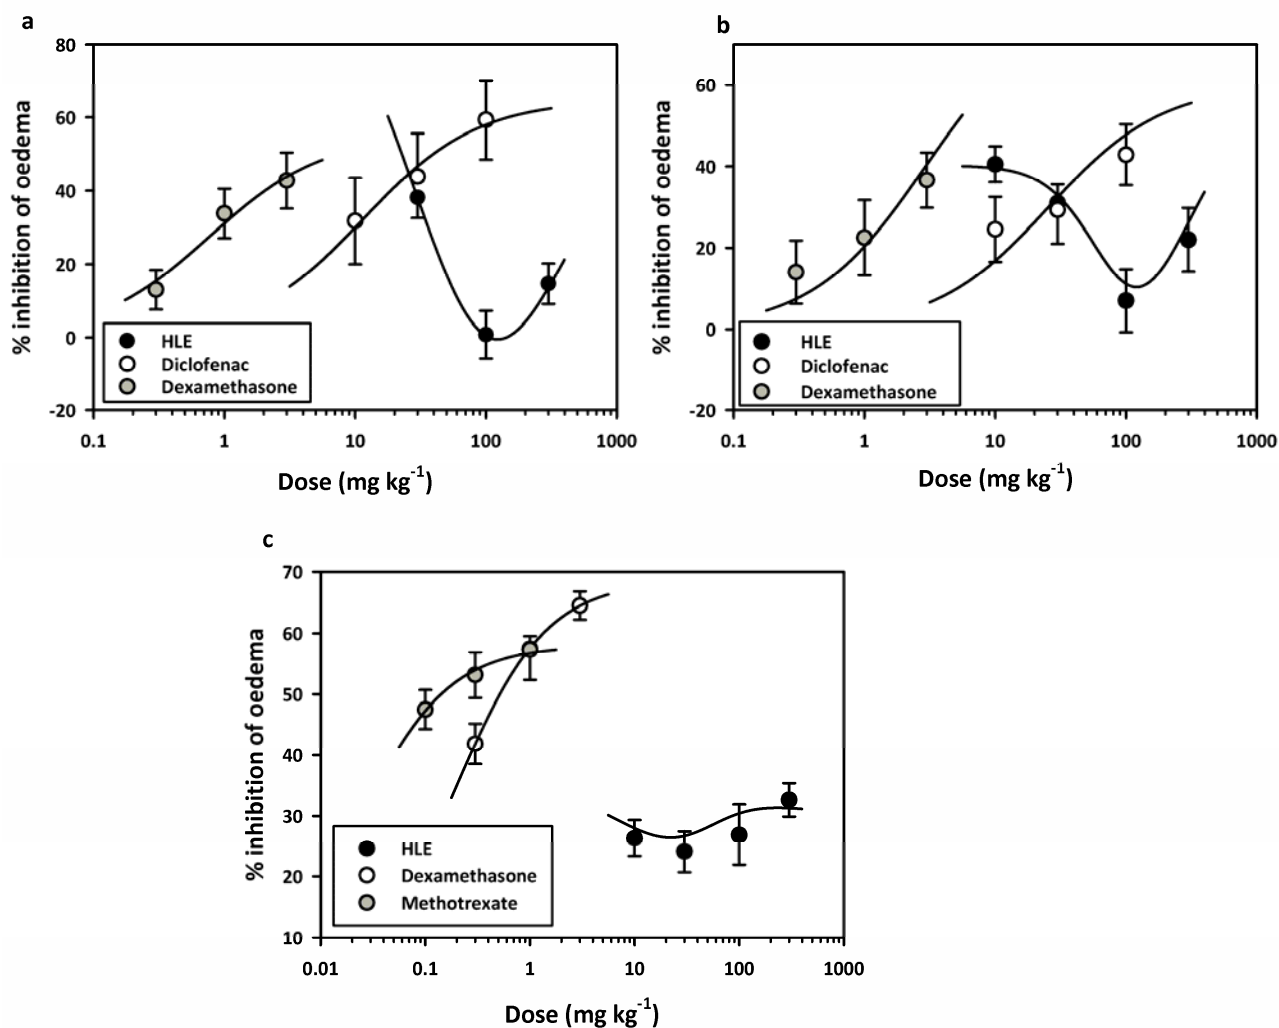 a
% inhibition of oedema
80
60
40
20
0
-20
HLE
Diclofenac
Dexamethasone
0.1 1 10 100 1000
Dose (mg kg⁻¹)
b
% inhibition of oedema
60
40
20
0
-20
HLE
Diclofenac
Dexamethasone
0.1 1 10 100 1000
Dose (mg kg⁻¹)
c
% inhibition of oedema
70
60
50
40
30
20
10
HLE
Dexamethasone
Methotrexate
0.01 0.1 1 10 100 1000
Dose (mg kg⁻¹)